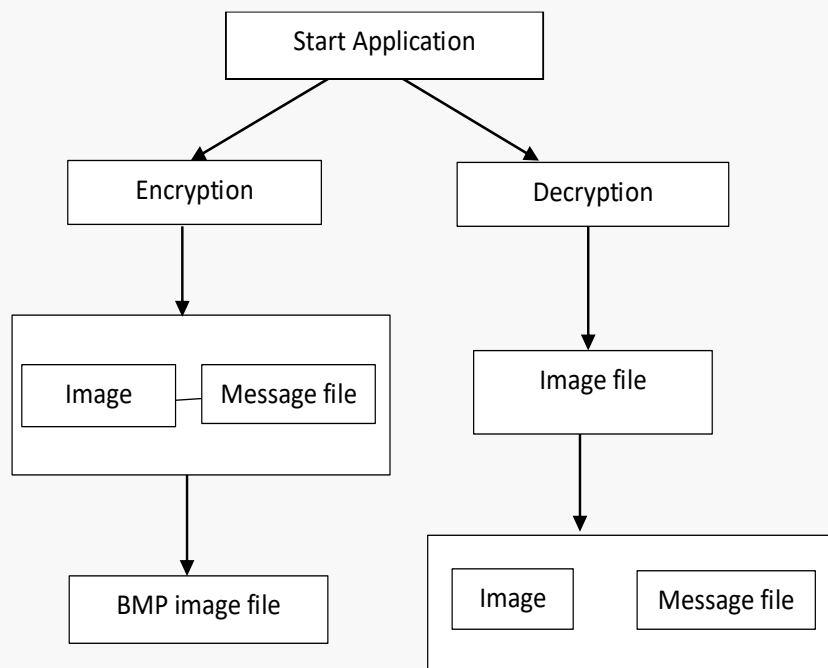 Start Application
Encryption
Decryption
Image
Message file
Image file
BMP image file
Image
Message file